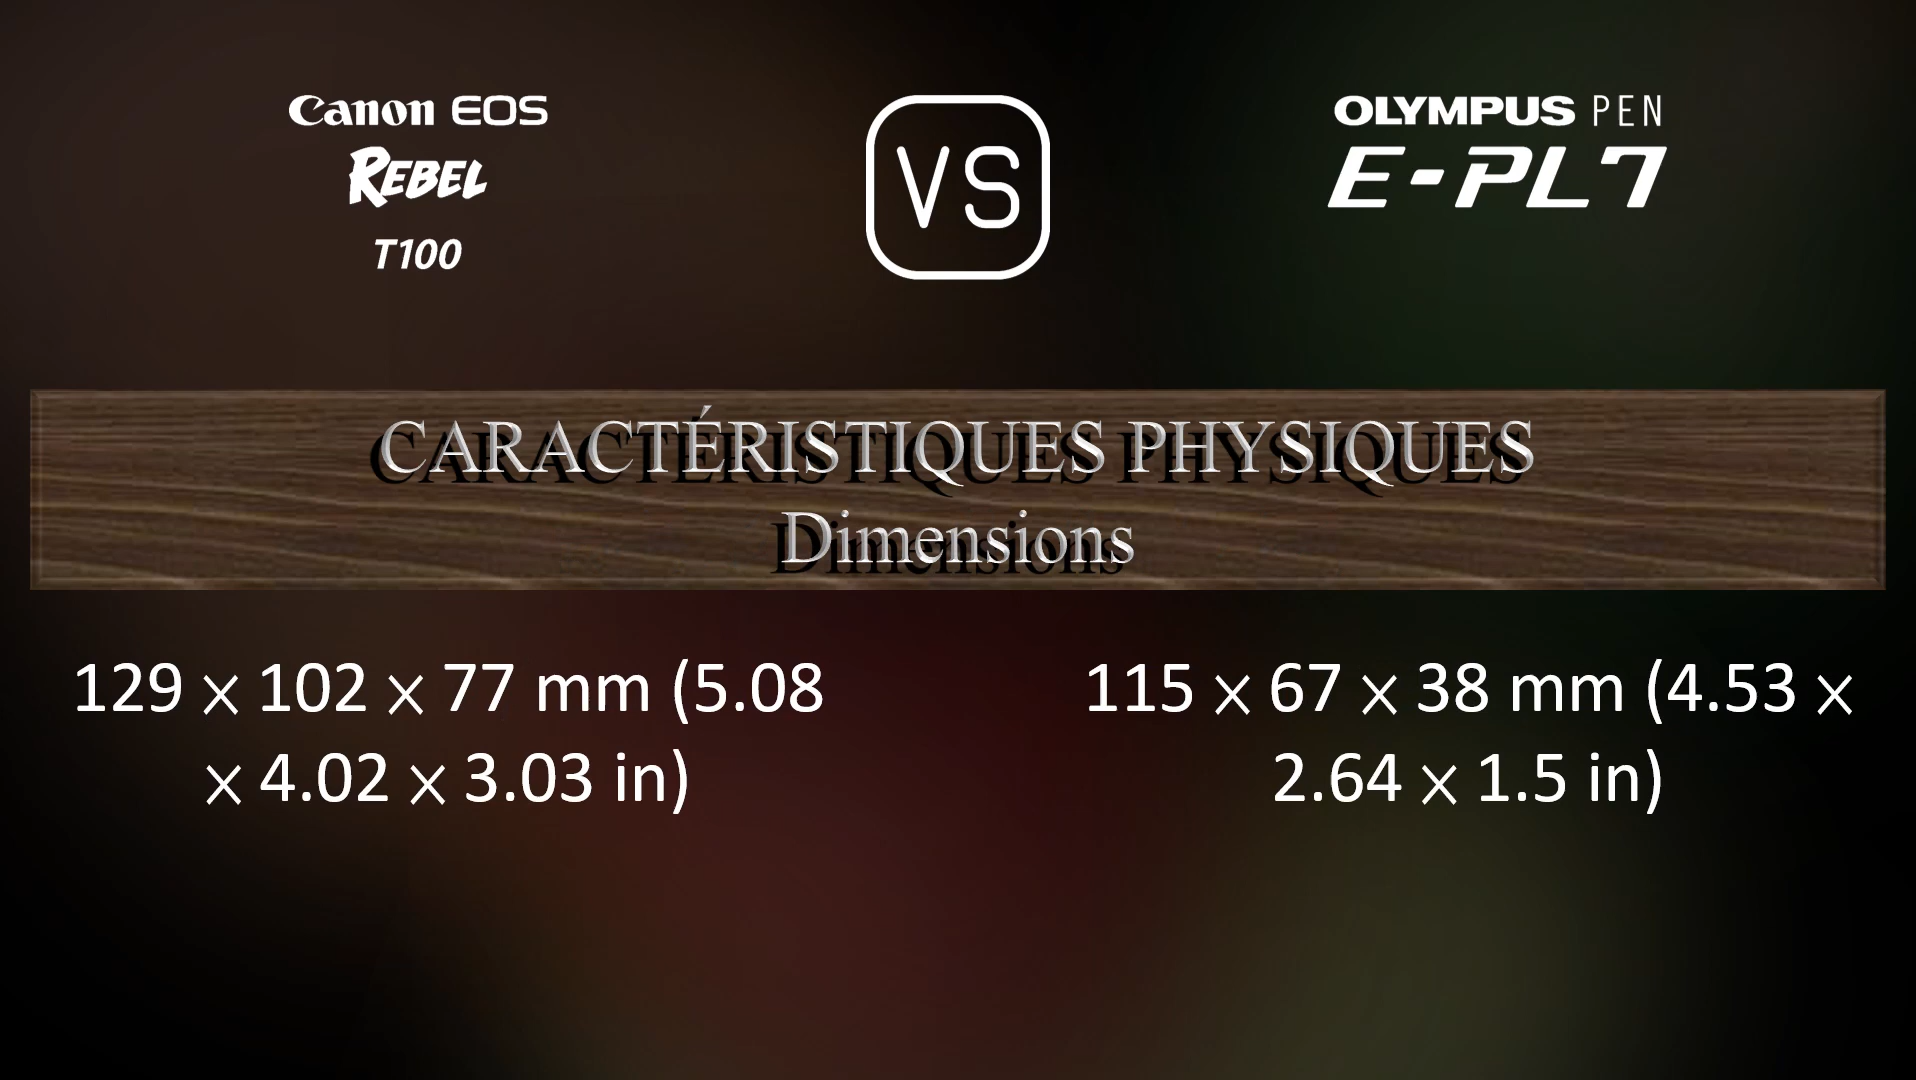 Canon EOS
REBEL
T100
VS
OLYMPUS PEN
E-PL7
CARACTÉRISTIQUES PHYSIQUES
Dimensions
129 x 102 x 77 mm (5.08
x 4.02 x 3.03 in)
115 x 67 x 38 mm (4.53 x
2.64 x 1.5 in)